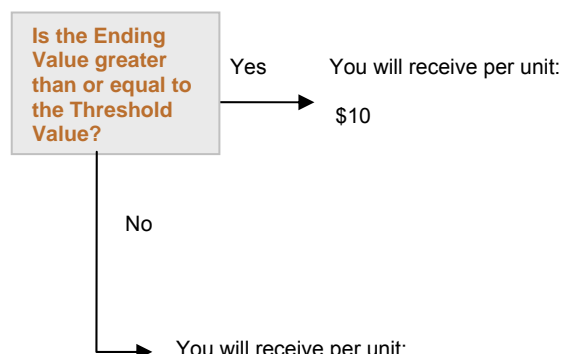 Is the Ending
Value greater
than or equal to
the Threshold
Value?
Yes
You will receive per unit:
$10
No
You will receive per unit: